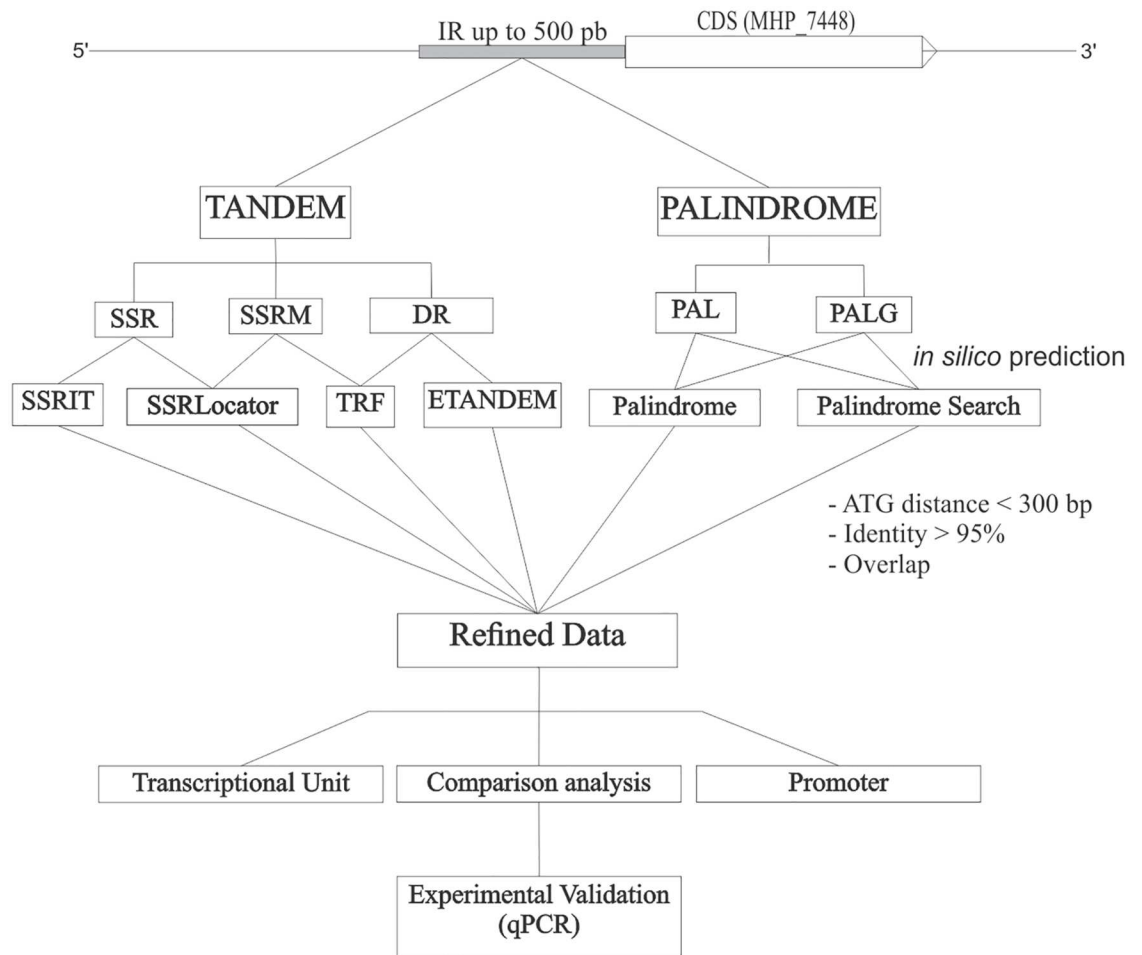 IR up to 500 pb
CDS (MHP_7448)
5'
3'
TANDEM
PALINDROME
SSR
SSRM
DR
PAL
PALG
in silico prediction
SSRIT
SSRLocator
TRF
ETANDEM
Palindrome
Palindrome Search
- ATG distance < 300 bp
- Identity > 95%
- Overlap
Refined Data
Transcriptional Unit
Comparison analysis
Promoter
Experimental Validation
(qPCR)